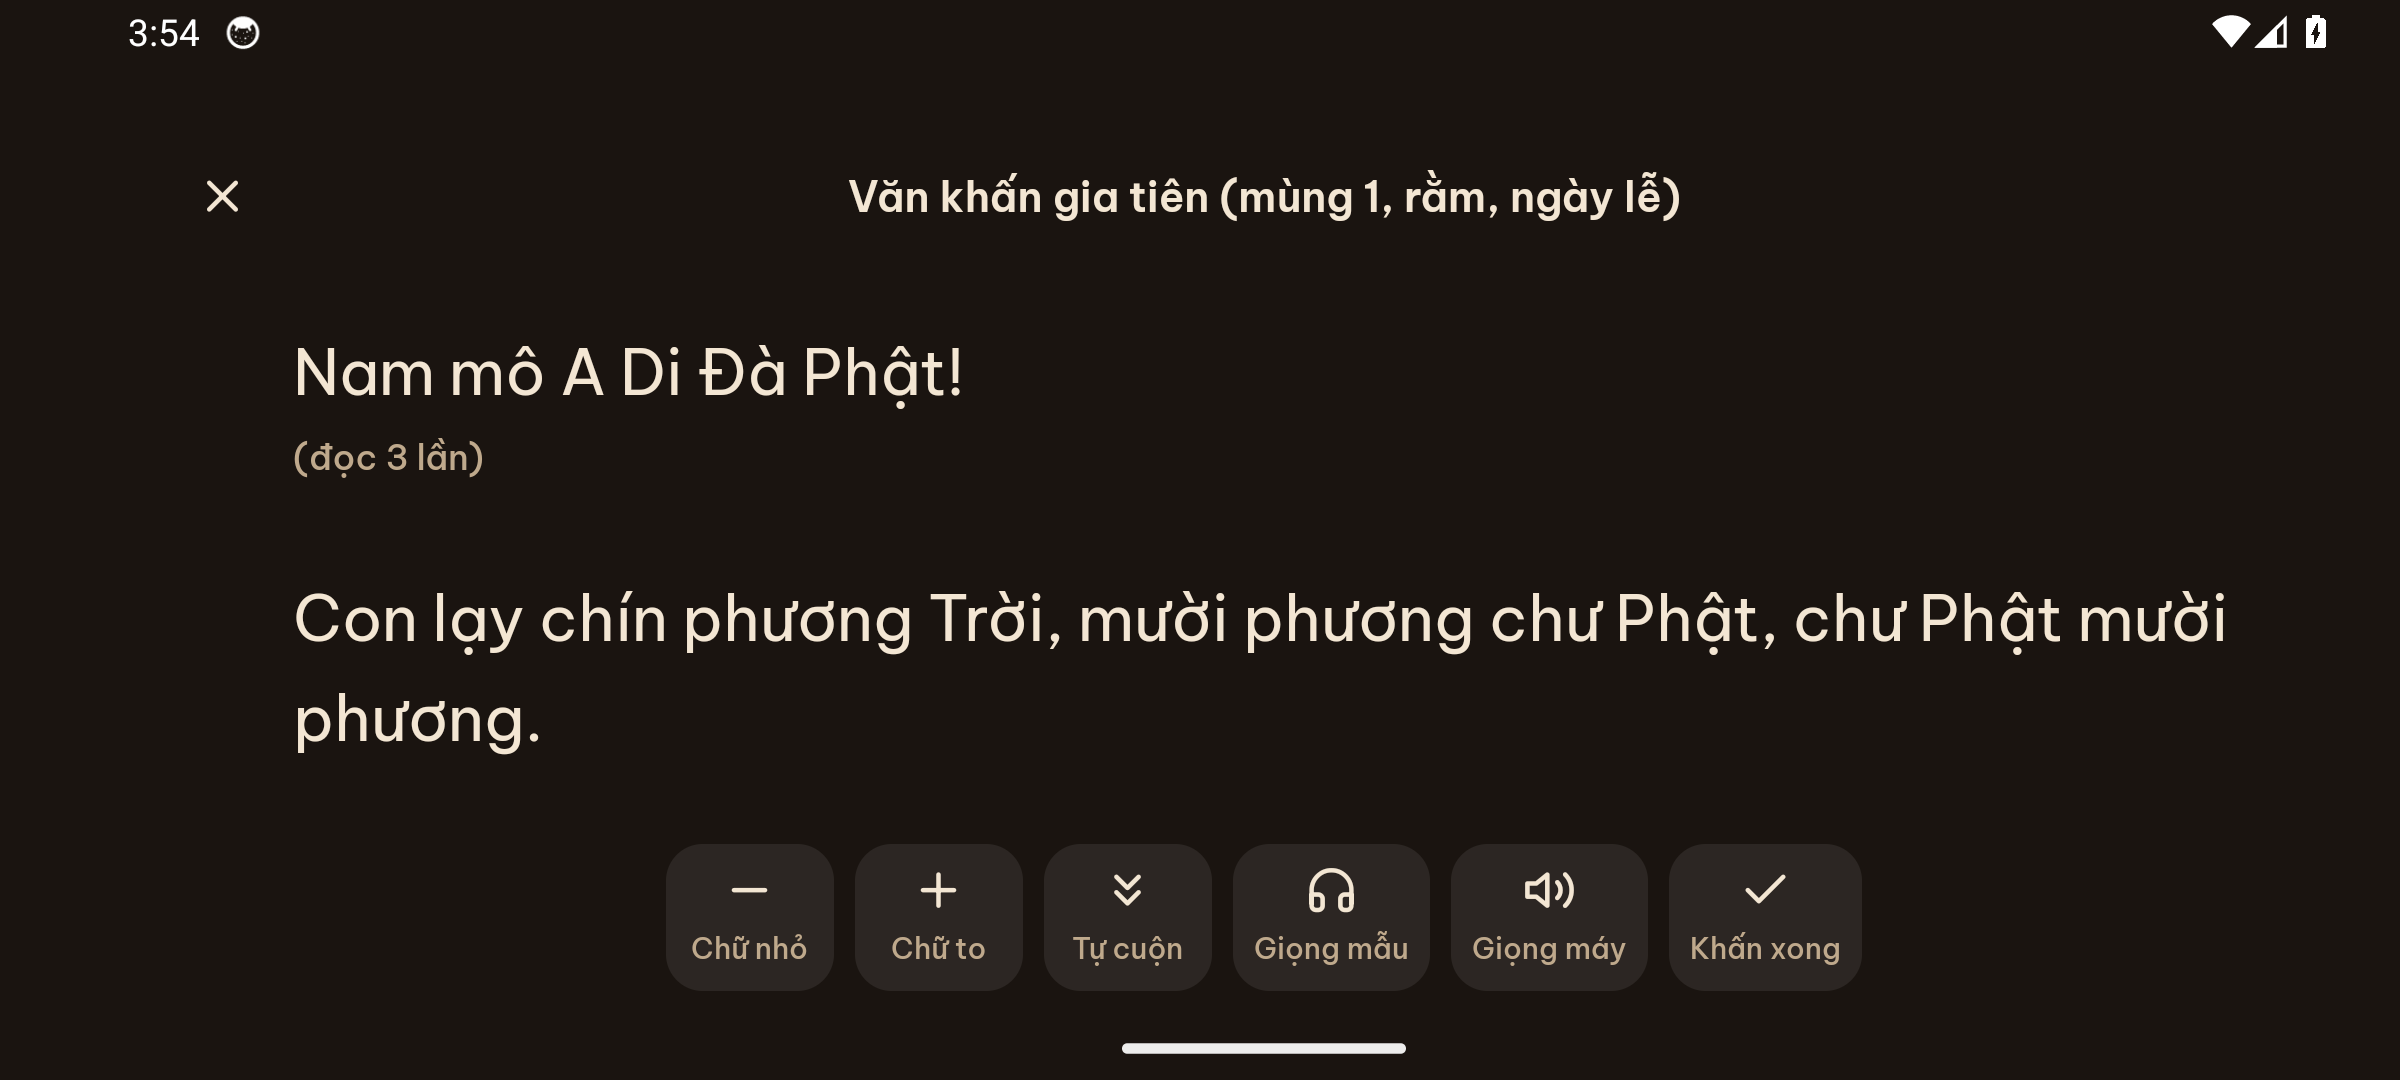 3:54
Văn khấn gia tiên (mùng 1, rằm, ngày lễ)
Nam mô A Di Đà Phật!
(đọc 3 lần)
Con lạy chín phương Trời, mười phương chư Phật, chư Phật mười
phương.
Chữ nhỏ
Chữ to
Tự cuộn
Giọng mẫu
Giọng máy
Khấn xong